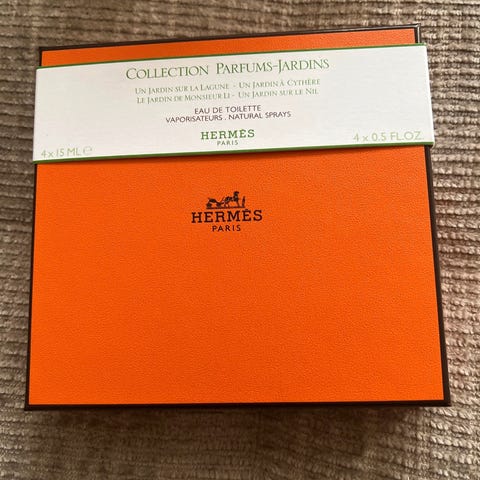 COLLECTION PARFUMS-JARDINS
UN JARDIN SUR LA LAGUNE - UN JARDIN À CYTHÈRE
LE JARDIN DE MONSIEUR LI - UN JARDIN SUR LE NIL
EAU DE TOILETTE
VAPORISATEURS . NATURAL SPRAYS
HERMÈS
PARIS
4 x 15 ML ℮
4 x 0.5 FL.OZ.
HERMÈS
PARIS